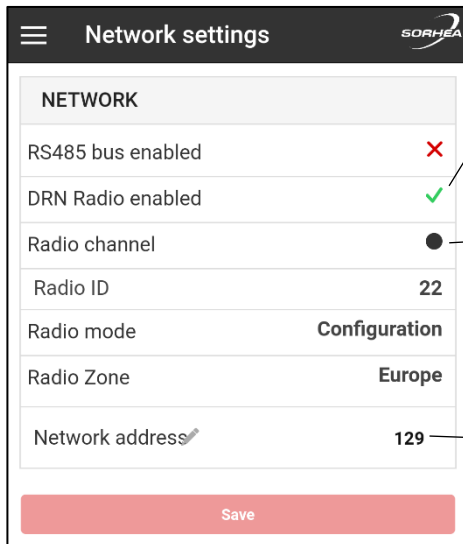 Network settings
SORHEA
NETWORK
RS485 bus enabled
DRN Radio enabled
Radio channel
Radio ID 22
Radio mode Configuration
Radio Zone Europe
Network address 129
Save